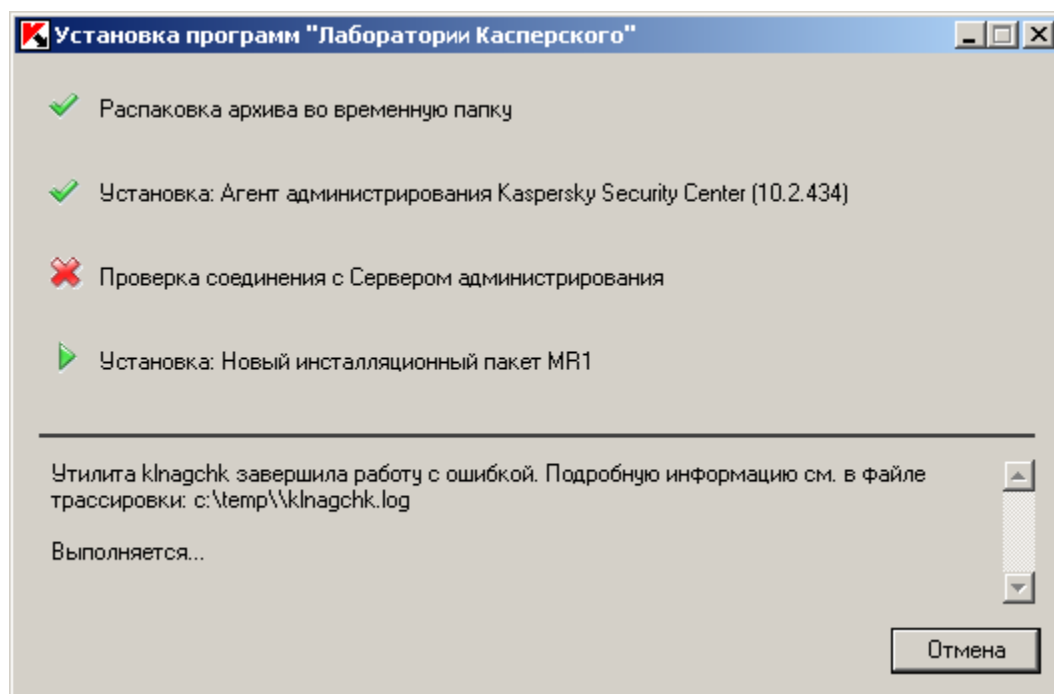 Установка программ "Лаборатории Касперского"
Распаковка архива во временную папку
Установка: Агент администрирования Kaspersky Security Center (10.2.434)
Проверка соединения с Сервером администрирования
Установка: Новый инсталляционный пакет MR1
Утилита klnagchk завершила работу с ошибкой. Подробную информацию см. в файле
трассировки: c:\temp\\klnagchk.log
Выполняется...
Отмена